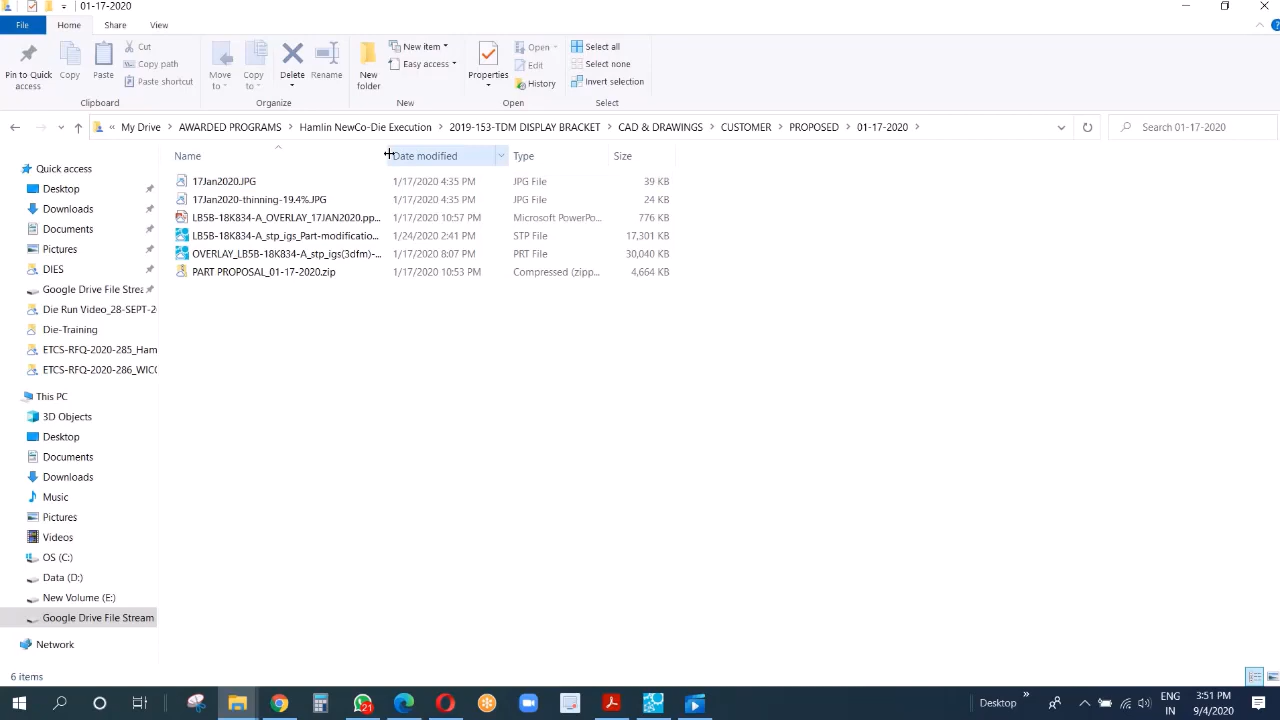 01-17-2020
File Home Share View
Pin to Quick access
Copy
Paste
Cut
Copy path
Paste shortcut
Clipboard
Move to
Copy to
Delete
Rename
Organize
New folder
New item
Easy access
New
Properties
Open
Edit
History
Open
Select all
Select none
Invert selection
Select
« My Drive > AWARDED PROGRAMS > Hamlin NewCo-Die Execution > 2019-153-TDM DISPLAY BRACKET > CAD & DRAWINGS > CUSTOMER > PROPOSED > 01-17-2020 >
Search 01-17-2020
Name Date modified Type Size
17Jan2020.JPG 1/17/2020 4:35 PM JPG File 39 KB
17Jan2020-thinning-19.4%.JPG 1/17/2020 4:35 PM JPG File 24 KB
LB5B-18K834-A_OVERLAY_17JAN2020.pp... 1/17/2020 10:57 PM Microsoft PowerPo... 776 KB
LB5B-18K834-A_stp_igs_Part-modificatio... 1/24/2020 2:41 PM STP File 17,301 KB
OVERLAY_LB5B-18K834-A_stp_igs(3dfm)-... 1/17/2020 8:07 PM PRT File 30,040 KB
PART PROPOSAL_01-17-2020.zip 1/17/2020 10:53 PM Compressed (zipp... 4,664 KB
Quick access
Desktop
Downloads
Documents
Pictures
DIES
Google Drive File Strea
Die Run Video_28-SEPT-2
Die-Training
ETCS-RFQ-2020-285_Ham
ETCS-RFQ-2020-286_WIC
This PC
3D Objects
Desktop
Documents
Downloads
Music
Pictures
Videos
OS (C:)
Data (D:)
New Volume (E:)
Google Drive File Stream
Network
6 items
21
Desktop »
ENG
IN
3:51 PM
9/4/2020